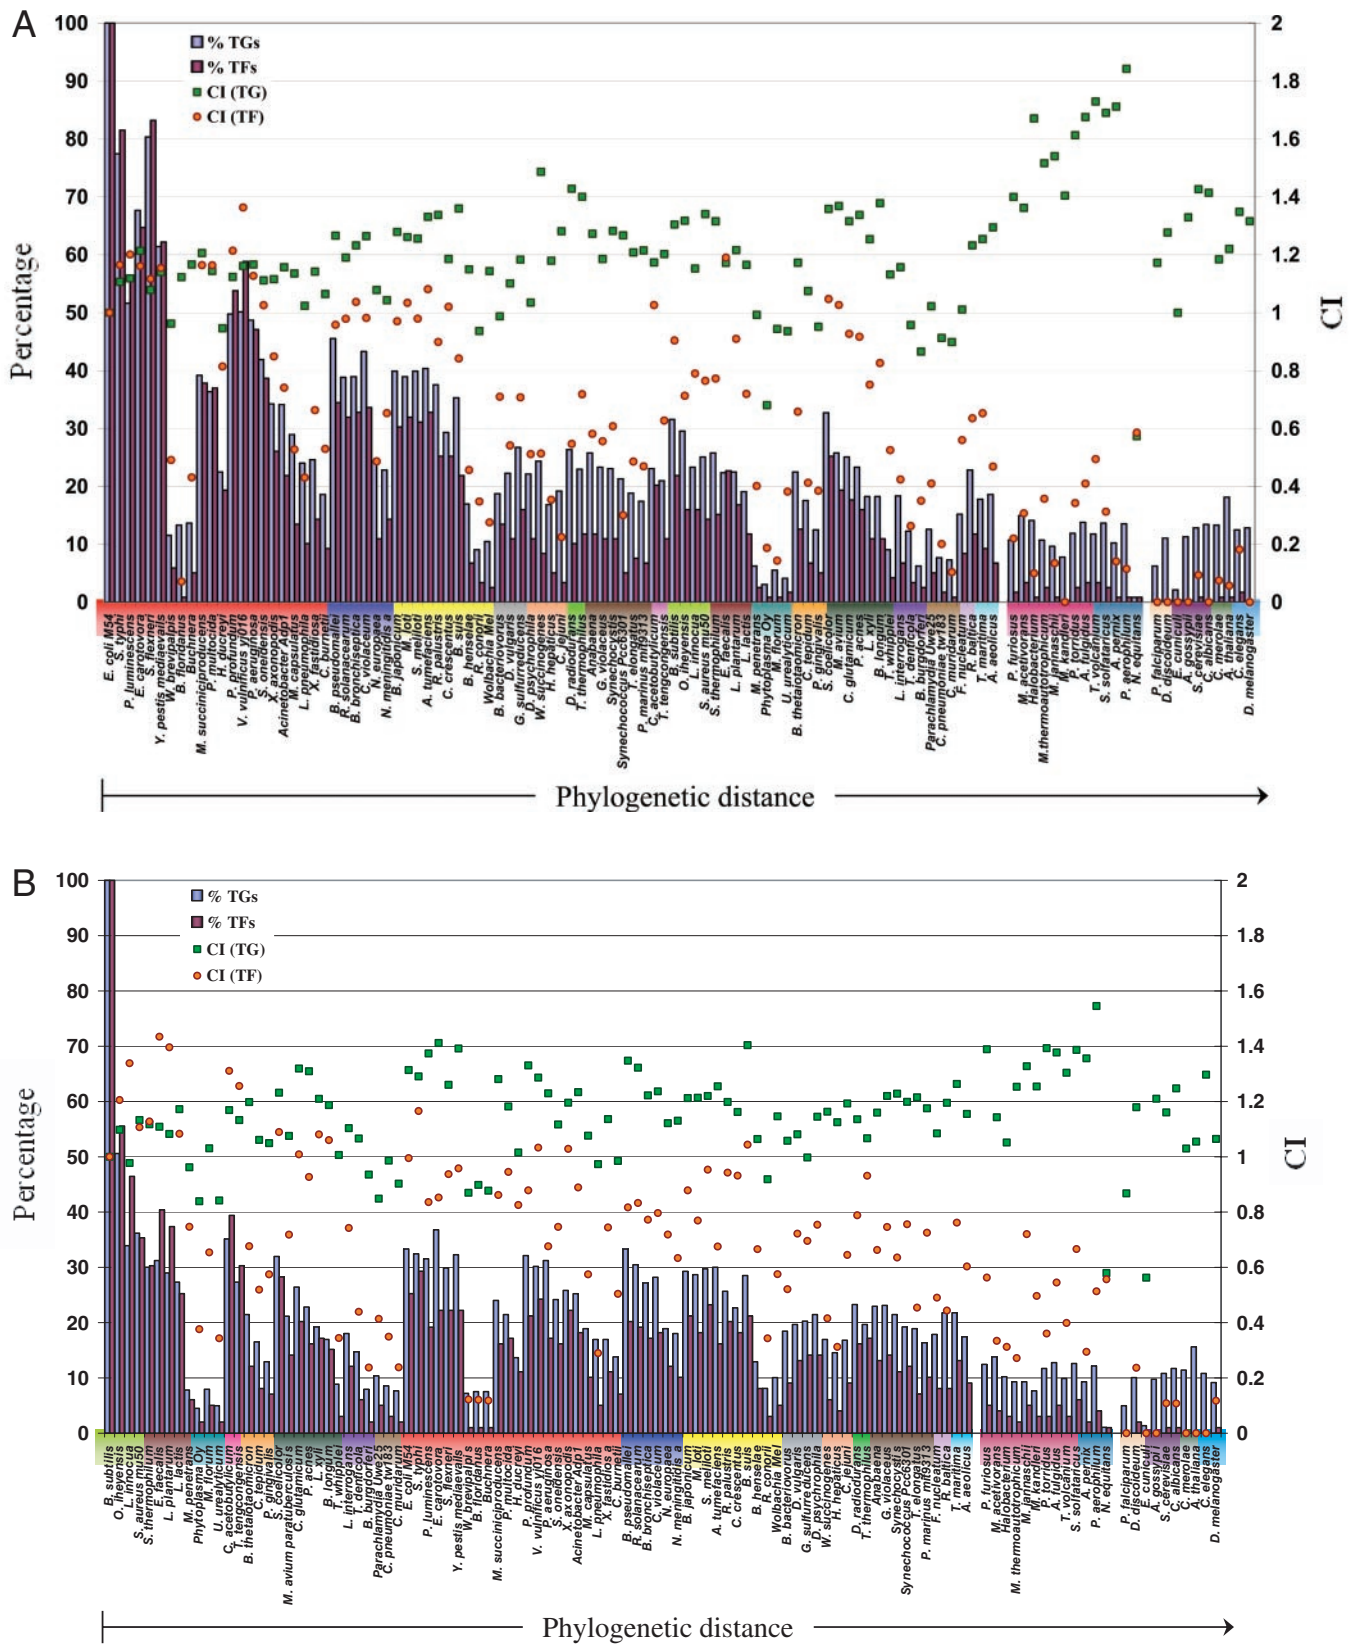 A
100
90
80
70
60
50
40
30
20
10
0
Percentage
% TGs
% TFs
CI (TG)
CI (TF)
2
1.8
1.6
1.4
1.2
1
0.8
0.6
0.4
0.2
0
CI
E. coli M54
S. typhi
P. luminescens
E. carotovora
S. flexneri
Y. pestis mediaevalis
W. brevipalpis
B. floridanus
Buchnera
M. succiniciproducens
P. multocida
H. ducreyi
P. profundum
V. vulnificus yj016
P. aeruginosa
S. oneidensis
X. axonopodis
Acinetobacter Adp1
M. capsulatus
L. pneumophila
X. fastidiosa
C. burnetii
B. pseudomallei
R. solanacearum
B. bronchiseptica
C. violaceum
N. europaea
N. meningitidis a
B. japonicum
M. loti
S. meliloti
A. tumefaciens
R. palustris
C. crescentus
B. suis
B. henselae
R. conorii
Wolbachia Mel
B. bacteriovorus
D. vulgaris
G. sulfurreducens
D. psychrophila
W. succinogenes
H. hepaticus
C. jejuni
D. radiodurans
T. thermophilus
Anabaena
G. violaceus
Synechocystis
Synechococcus Pcc6301
T. elongatus
P. marinus mit9313
C. acetobutylicum
T. tengcongensis
B. subtilis
O. iheyensis
L. innocua
S. aureus mu50
S. thermophilum
E. faecalis
L. plantarum
L. lactis
M. penetrans
Phytoplasma Oy
M. florum
U. urealyticum
B. thetaiotaomicron
C. tepidum
P. gingivalis
S. coelicolor
M. avium
C. glutamicum
P. acnes
L. xyli
B. longum
T. whipplei
L. interrogans
T. denticola
B. burgdorferi
Parachlamydia Uwe25
C. pneumoniae tw183
C. muridarum
F. nucleatum
R. baltica
T. maritima
A. aeolicus
P. furiosus
M. acetivorans
Halobacterium
M.thermoautotrophicum
M. jannaschii
M. kandleri
P. torridus
A. fulgidus
T. volcanium
S. solfataricus
A. pernix
P. aerophilum
N. equitans
P. falciparum
D. discoideum
E. cuniculi
A. gossypii
S. cerevisiae
C. albicans
C. merolae
A. thaliana
C. elegans
D. melanogaster
Phylogenetic distance
B
100
90
80
70
60
50
40
30
20
10
0
Percentage
% TGs
% TFs
CI (TG)
CI (TF)
2
1.8
1.6
1.4
1.2
1
0.8
0.6
0.4
0.2
0
CI
B. subtilis
O. iheyensis
L. innocua
S. aureus mu50
S. thermophilum
E. faecalis
L. plantarum
L. lactis
M. penetrans
Phytoplasma Oy
M. florum
U. urealyticum
C. acetobutylicum
T. tengcongensis
B. thetaiotaomicron
C. tepidum
P. gingivalis
S. coelicolor
M. avium paratuberculosis
C. glutamicum
P. acnes
L. xyli
B. longum
T. whipplei
L. interrogans
T. denticola
B. burgdorferi
Parachlamydia Uwe25
C. pneumoniae tw183
C. muridarum
E. coli M54
S. typhi
P. luminescens
E. carotovora
S. flexneri
Y. pestis mediaevalis
W. brevipalpis
B. floridanus
Buchnera
M. succiniciproducens
P. multocida
H. ducreyi
P. profundum
V. vulnificus yj016
P. aeruginosa
S. oneidensis
X. axonopodis
Acinetobacter Adp1
M. capsulatus
L. pneumophila
X. fastidiosa
C. burnetii
B. pseudomallei
R. solanacearum
B. bronchiseptica
C. violaceum
N. europaea
N. meningitidis a
B. japonicum
M. loti
S. meliloti
A. tumefaciens
R. palustris
C. crescentus
B. suis
B. henselae
R. conorii
Wolbachia Mel
B. bacteriovorus
D. vulgaris
G. sulfurreducens
D. psychrophila
W. succinogenes
H. hepaticus
C. jejuni
D. radiodurans
T. thermophilus
Anabaena
G. violaceus
Synechocystis
Synechococcus Pcc6301
T. elongatus
P. marinus mit9313
F. nucleatum
R. baltica
T. maritima
A. aeolicus
P. furiosus
M. acetivorans
Halobacterium
M. thermoautotrophicum
M. jannaschii
M. kandleri
P. torridus
A. fulgidus
T. volcanium
S. solfataricus
A. pernix
P. aerophilum
N. equitans
P. falciparum
D. discoideum
E. cuniculi
A. gossypii
S. cerevisiae
C. albicans
C. merolae
A. thaliana
C. elegans
D. melanogaster
Phylogenetic distance